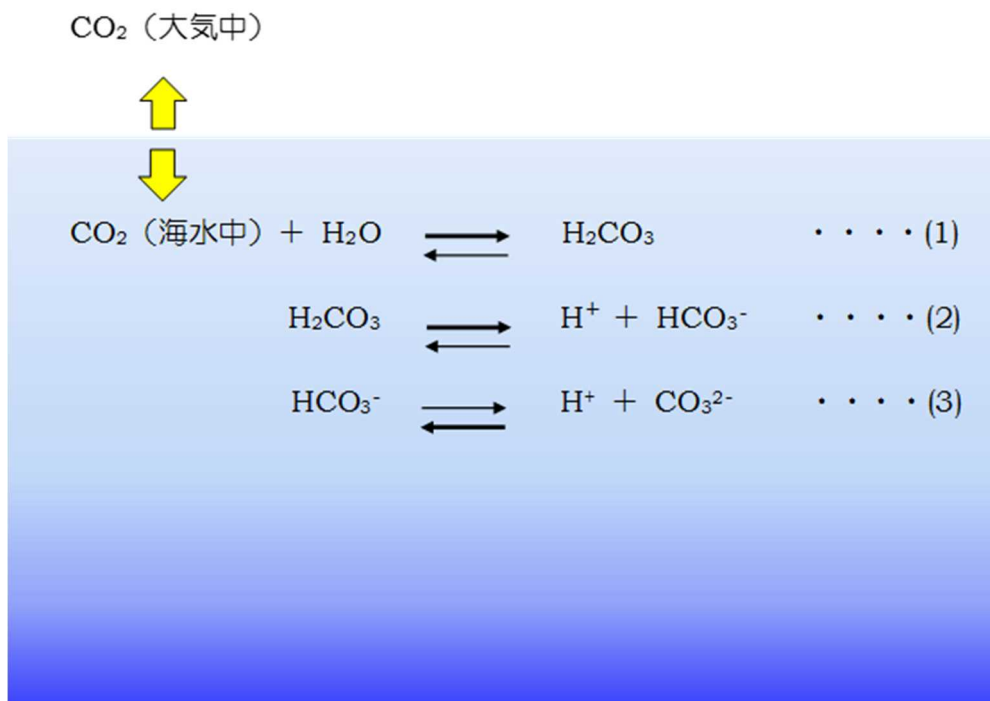 CO₂（大気中）
CO₂（海水中）+ H₂O ⇄ H₂CO₃ ・・・・(1)
H₂CO₃ ⇄ H⁺ + HCO₃⁻ ・・・・(2)
HCO₃⁻ ⇄ H⁺ + CO₃²⁻ ・・・・(3)